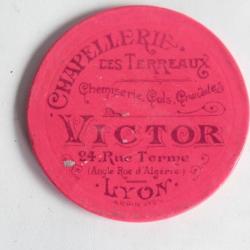 CHAPELLERIE
DES TERREAUX
Chemiserie, Cols, Cravates
VICTOR
24, Rue Terme
(Angle Rue d'Algérie)
LYON